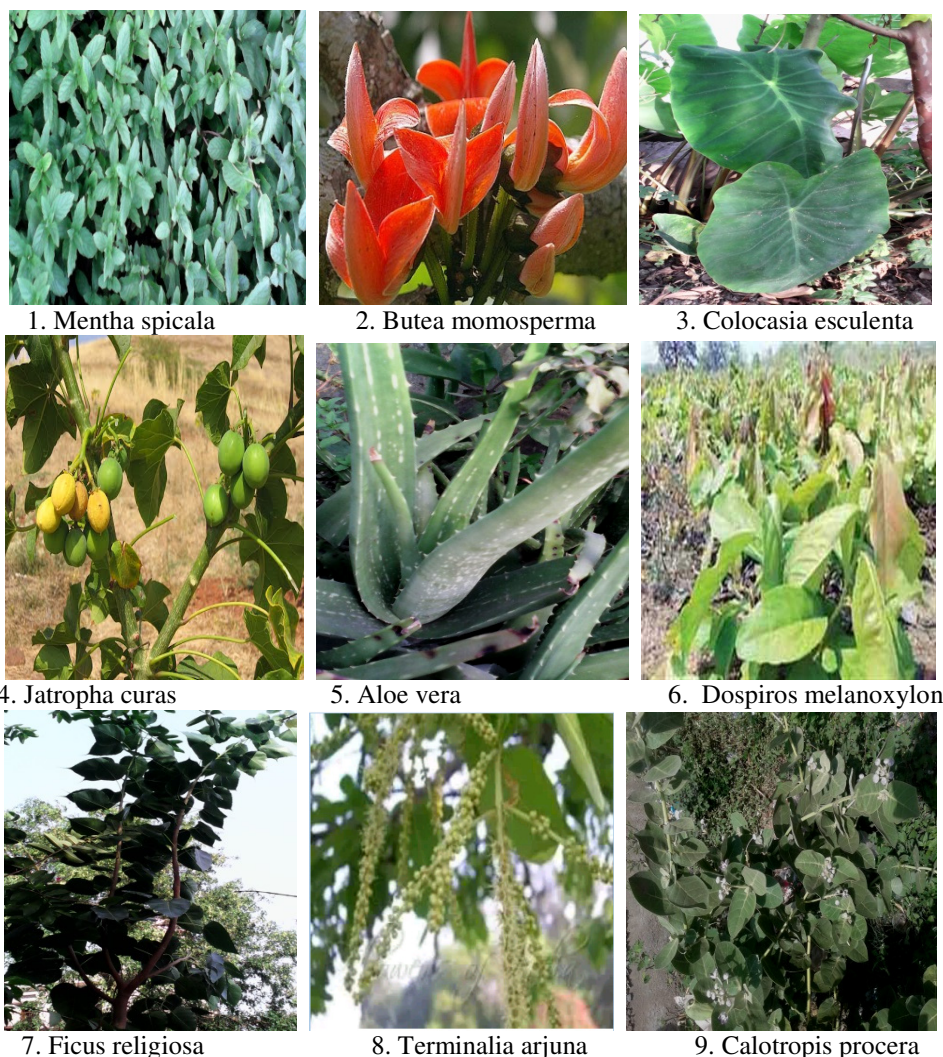 1. Mentha spicala
2. Butea momosperma
3. Colocasia esculenta
4. Jatropha curas
5. Aloe vera
6. Dospiros melanoxylon
7. Ficus religiosa
8. Terminalia arjuna
9. Calotropis procera